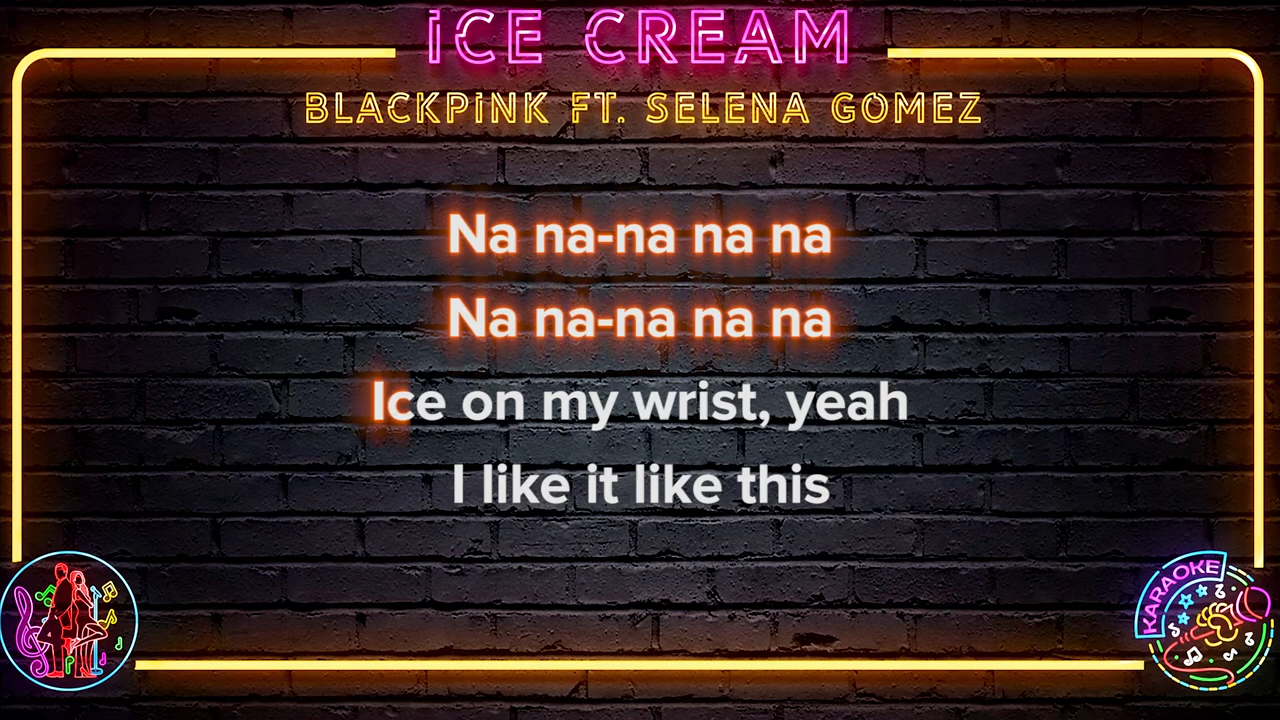 ICE CREAM
BLACKPINK FT. SELENA GOMEZ
Na na-na na na
Na na-na na na
Ice on my wrist, yeah
I like it like this
KARAOKE